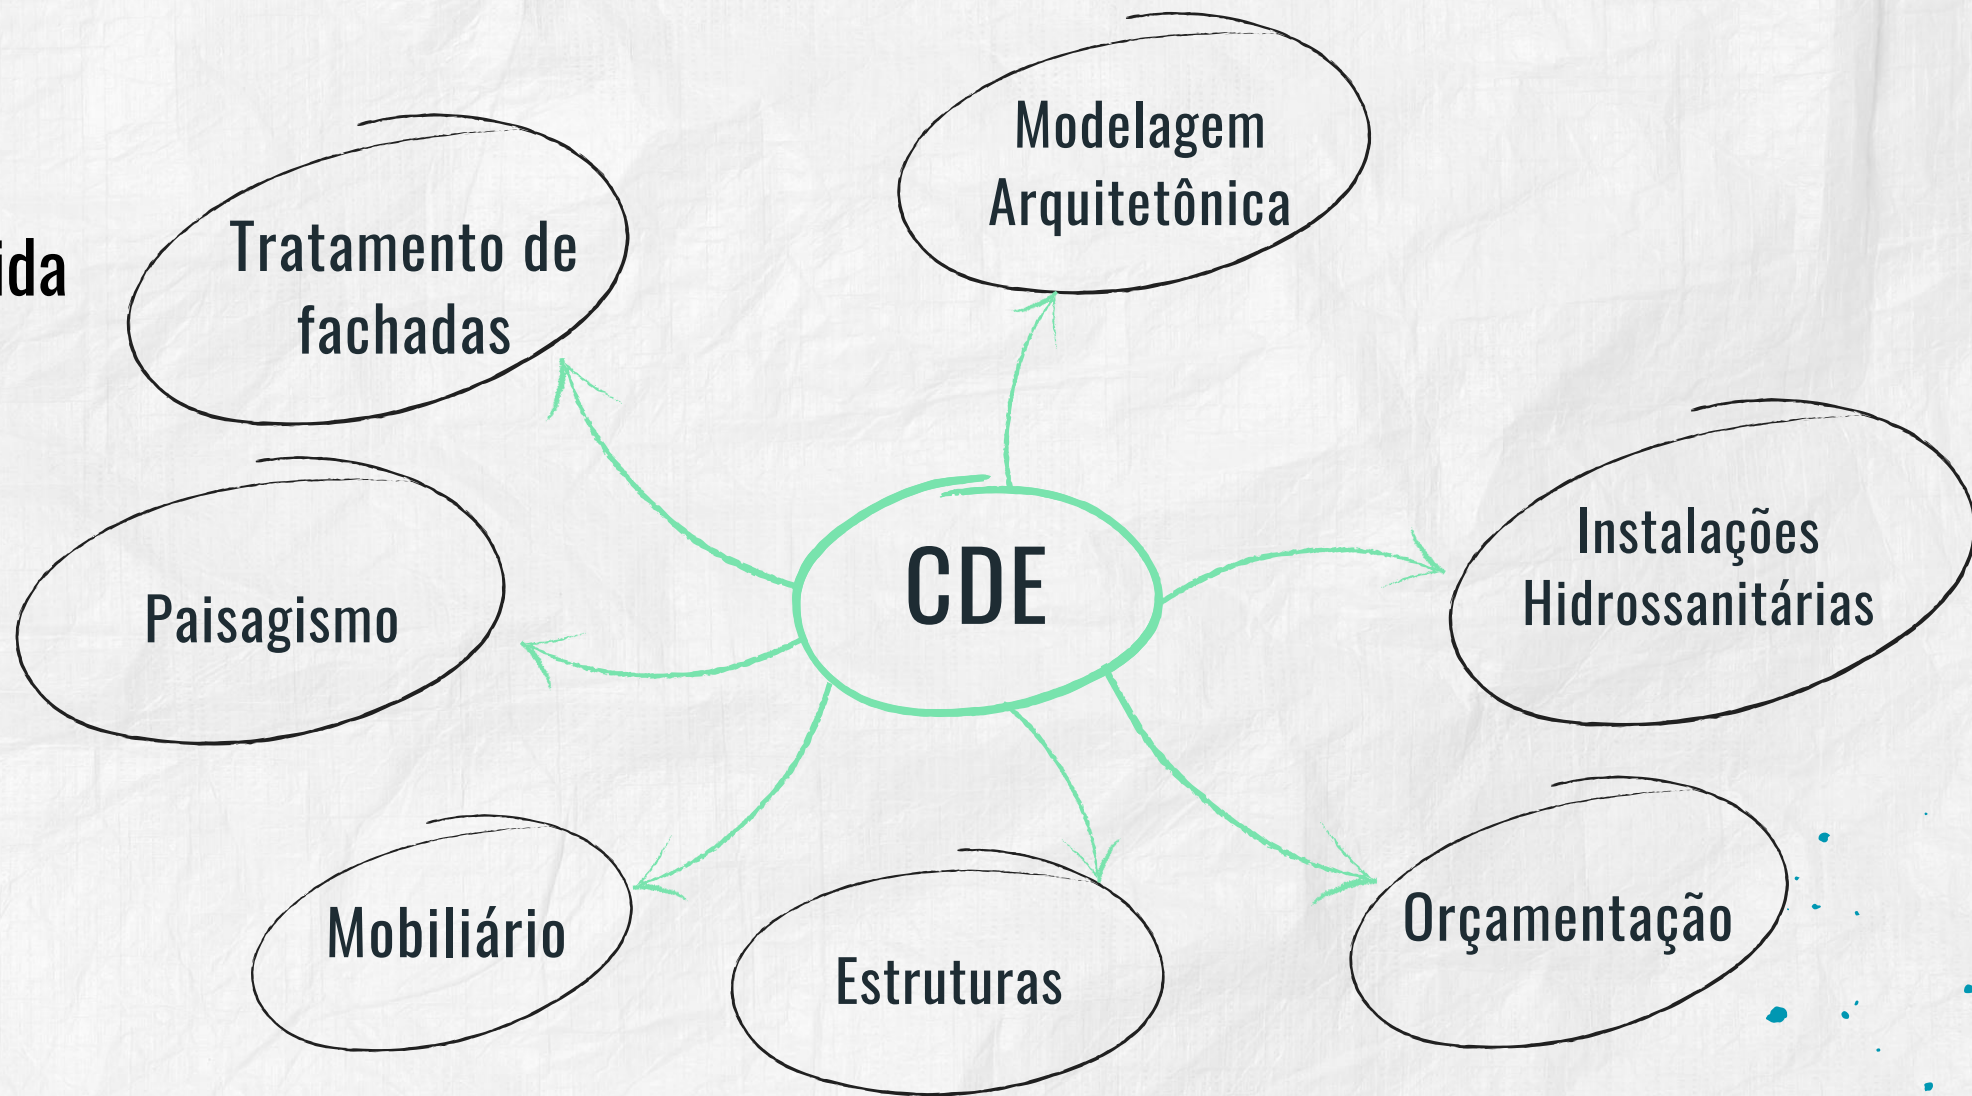 Modelagem
Arquitetônica
Tratamento de
fachadas
ida
Instalações
Hidrossanitárias
CDE
Paisagismo
Mobiliário
Estruturas
Orçamentação